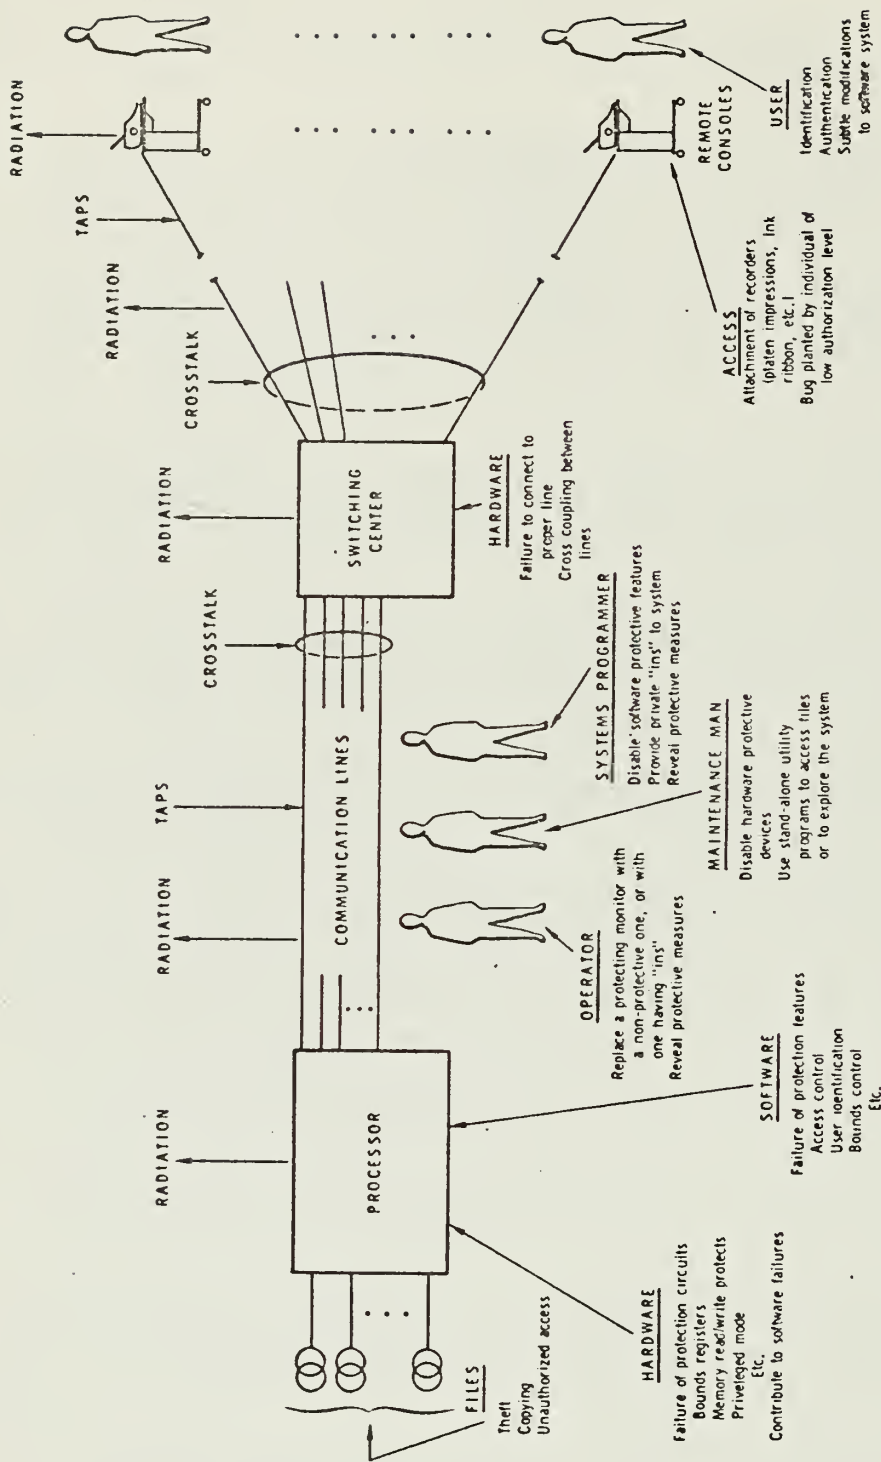 RADIATION
TAPS
RADIATION
CROSSTALK
RADIATION
CROSSTALK
TAPS
RADIATION
RADIATION
PROCESSOR
COMMUNICATION LINES
SWITCHING
CENTER
REMOTE
CONSOLES
FILES
Theft
Copying
Unauthorized access
HARDWARE
Failure of protection circuits
Bounds registers
Memory read/write protects
Priveleged mode
Etc.
Contribute to software failures
SOFTWARE
Failure of protection features
Access control
User identification
Bounds control
Etc.
OPERATOR
Replace a protecting monitor with
a non-protective one, or with
one having "ins"
Reveal protective measures
MAINTENANCE MAN
Disable hardware protective
devices
Use stand-alone utility
programs to access files
or to explore the system
SYSTEMS PROGRAMMER
Disable software protective features
Provide private "ins" to system
Reveal protective measures
HARDWARE
Failure to connect to
proper line
Cross coupling between
lines
ACCESS
Attachment of recorders
(platen impressions, ink
ribbon, etc.)
Bug planted by individual of
low authorization level
USER
Identification
Authentication
Subtle modifications
to software system